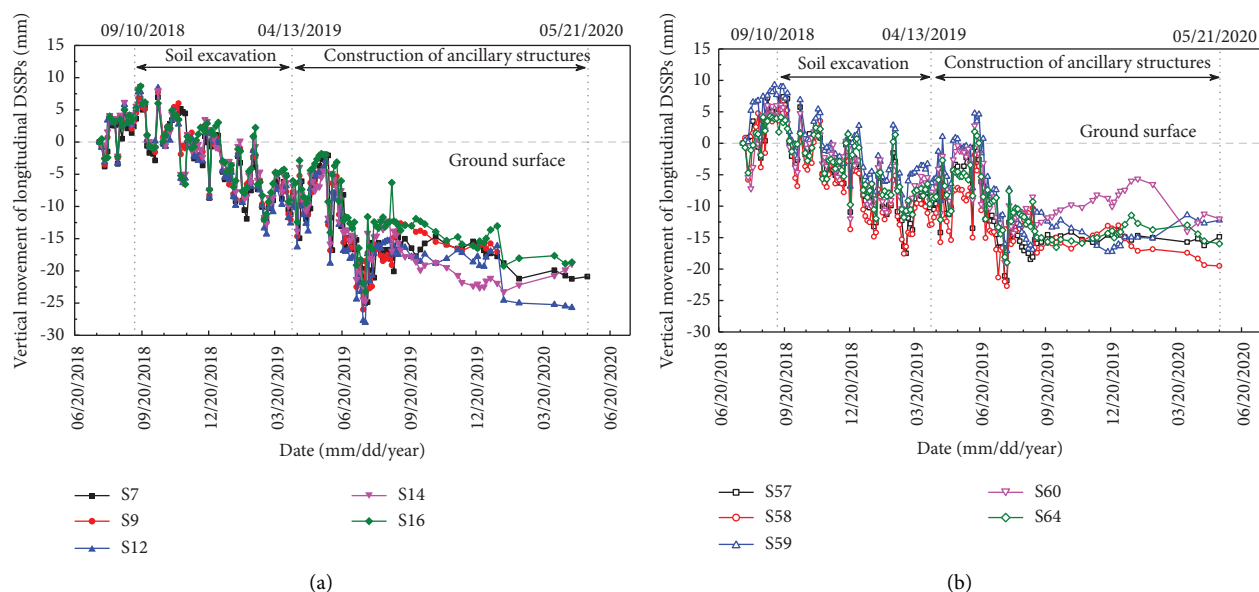 09/10/2018 04/13/2019 05/21/2020
Soil excavation Construction of ancillary structures
Ground surface
Vertical movement of longitudinal DSSPs (mm)
15
10
5
0
-5
-10
-15
-20
-25
-30
06/20/2018
09/20/2018
12/20/2018
03/20/2019
06/20/2019
09/20/2019
12/20/2019
03/20/2020
06/20/2020
Date (mm/dd/year)
S7
S9
S12
S14
S16
(a)
09/10/2018 04/13/2019 05/21/2020
Soil excavation Construction of ancillary structures
Ground surface
Vertical movement of longitudinal DSSPs (mm)
15
10
5
0
-5
-10
-15
-20
-25
-30
06/20/2018
09/20/2018
12/20/2018
03/20/2019
06/20/2019
09/20/2019
12/20/2019
03/20/2020
06/20/2020
Date (mm/dd/year)
S57
S58
S59
S60
S64
(b)